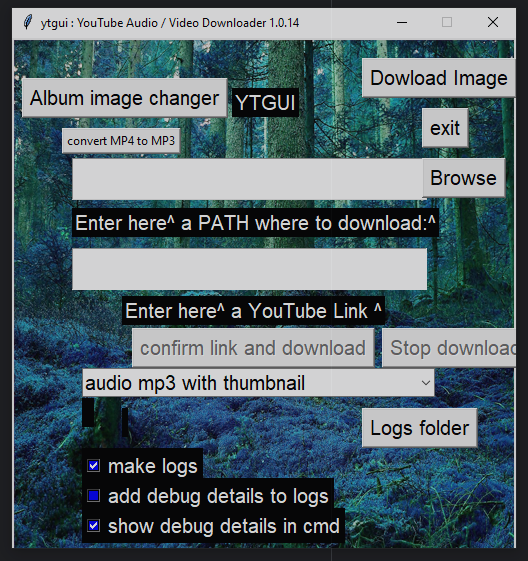 ytgui : YouTube Audio / Video Downloader 1.0.14
Dowload Image
Album image changer
YTGUI
exit
convert MP4 to MP3
Browse
Enter here^ a PATH where to download:^
Enter here^ a YouTube Link ^
confirm link and download
Stop download
audio mp3 with thumbnail
Logs folder
make logs
add debug details to logs
show debug details in cmd